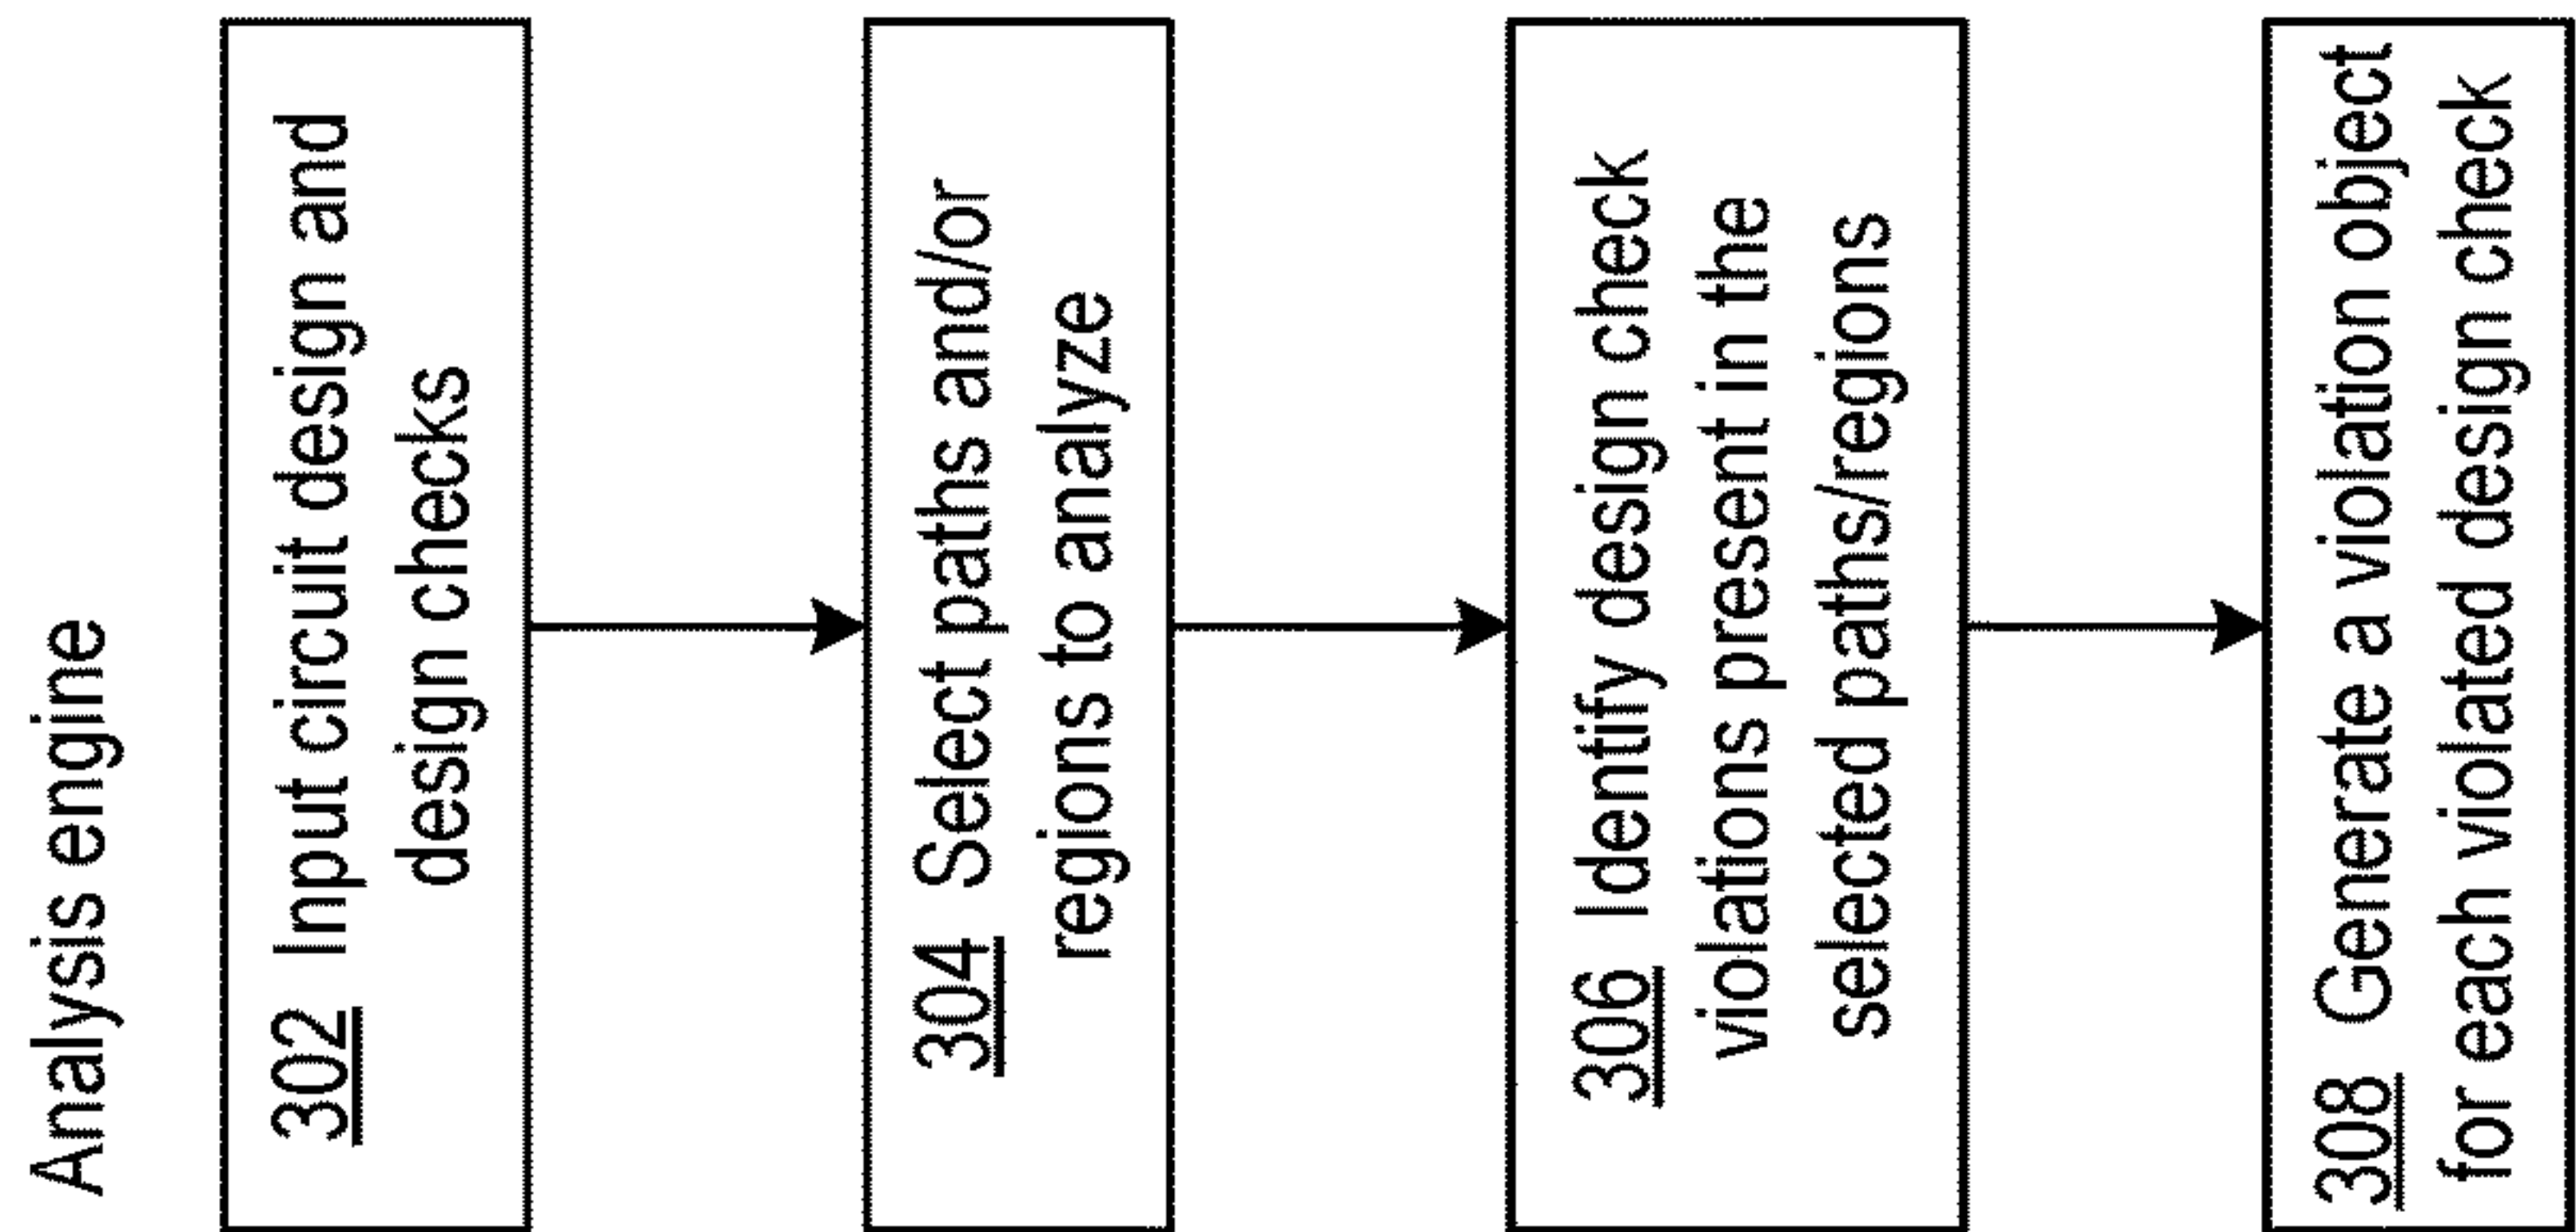 Analysis engine
302 Input circuit design and
design checks
304 Select paths and/or
regions to analyze
306 Identify design check
violations present in the
selected paths/regions
308 Generate a violation object
for each violated design check